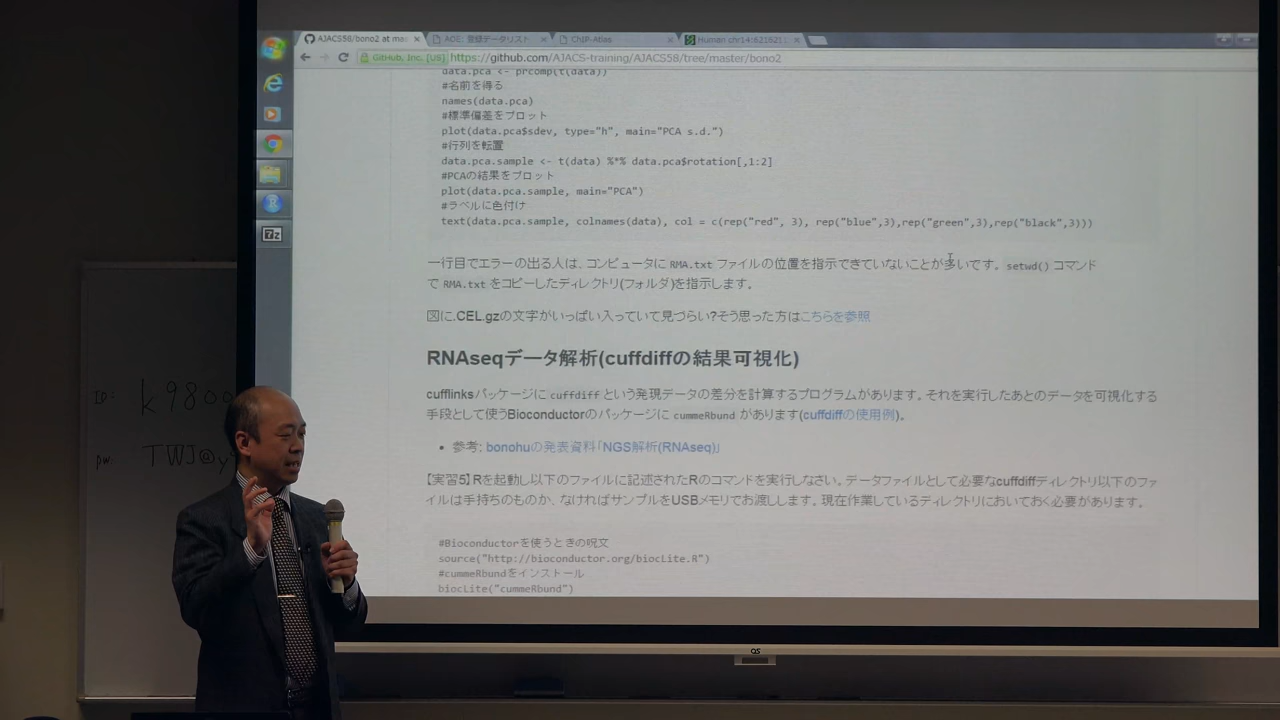 AJACS58/bono2 at mas
AOE: 登録データリスト
ChIP-Atlas
Human chr14:621621
GitHub, Inc. [US] https://github.com/AJACS-training/AJACS58/tree/master/bono2
data.pca <- prcomp(t(data))
#名前を得る
names(data.pca)
#標準偏差をプロット
plot(data.pca$sdev, type="h", main="PCA s.d.")
#行列を転置
data.pca.sample <- t(data) %*% data.pca$rotation[,1:2]
#PCAの結果をプロット
plot(data.pca.sample, main="PCA")
#ラベルに色付け
text(data.pca.sample, colnames(data), col = c(rep("red", 3), rep("blue",3),rep("green",3),rep("black",3)))
一行目でエラーの出る人は、コンピュータに RMA.txt ファイルの位置を指示できていないことが多いです。 setwd() コマンド
で RMA.txt をコピーしたディレクトリ(フォルダ)を指示します。
図に.CEL.gzの文字がいっぱい入っていて見づらい?そう思った方はこちらを参照
RNAseqデータ解析(cuffdiffの結果可視化)
cufflinksパッケージに cuffdiff という発現データの差分を計算するプログラムがあります。それを実行したあとのデータを可視化する
手段として使うBioconductorのパッケージに cummeRbund があります(cuffdiffの使用例)。
• 参考: bonohuの発表資料「NGS解析(RNAseq)」
【実習5】Rを起動し以下のファイルに記述されたRのコマンドを実行しなさい。データファイルとして必要なcuffdiffディレクトリ以下のファ
イルは手持ちのものか、なければサンプルをUSBメモリでお渡しします。現在作業しているディレクトリにおいておく必要があります。
#Bioconductorを使うときの呪文
source("http://bioconductor.org/biocLite.R")
#cummeRbundをインストール
biocLite("cummeRbund")
ID: k9800
pw: TWJ@y
7z
OS